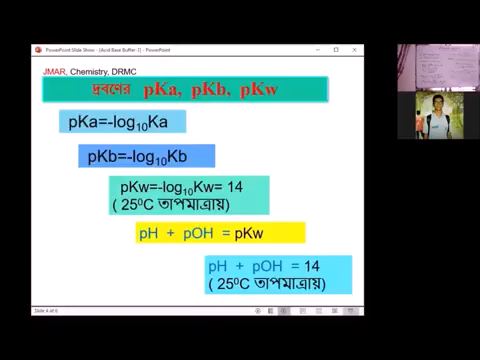 PowerPoint Slide Show - [Acid Base Buffer-1]
JMAR, Chemistry, DRMC
দ্রবণের pKa, pKb, pKw
pKa=-log₁₀Ka
pKb=-log₁₀Kb
pKw=-log₁₀Kw= 14
( 25⁰C তাপমাত্রায়)
pH + pOH = pKw
pH + pOH = 14
( 25⁰C তাপমাত্রায়)
Slide 4 of 6